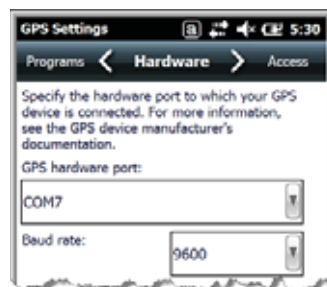 GPS Settings a 5:30
Programs Hardware Access
Specify the hardware port to which your GPS
device is connected. For more information,
see the GPS device manufacturer's
documentation.
GPS hardware port:
COM7
Baud rate:
9600